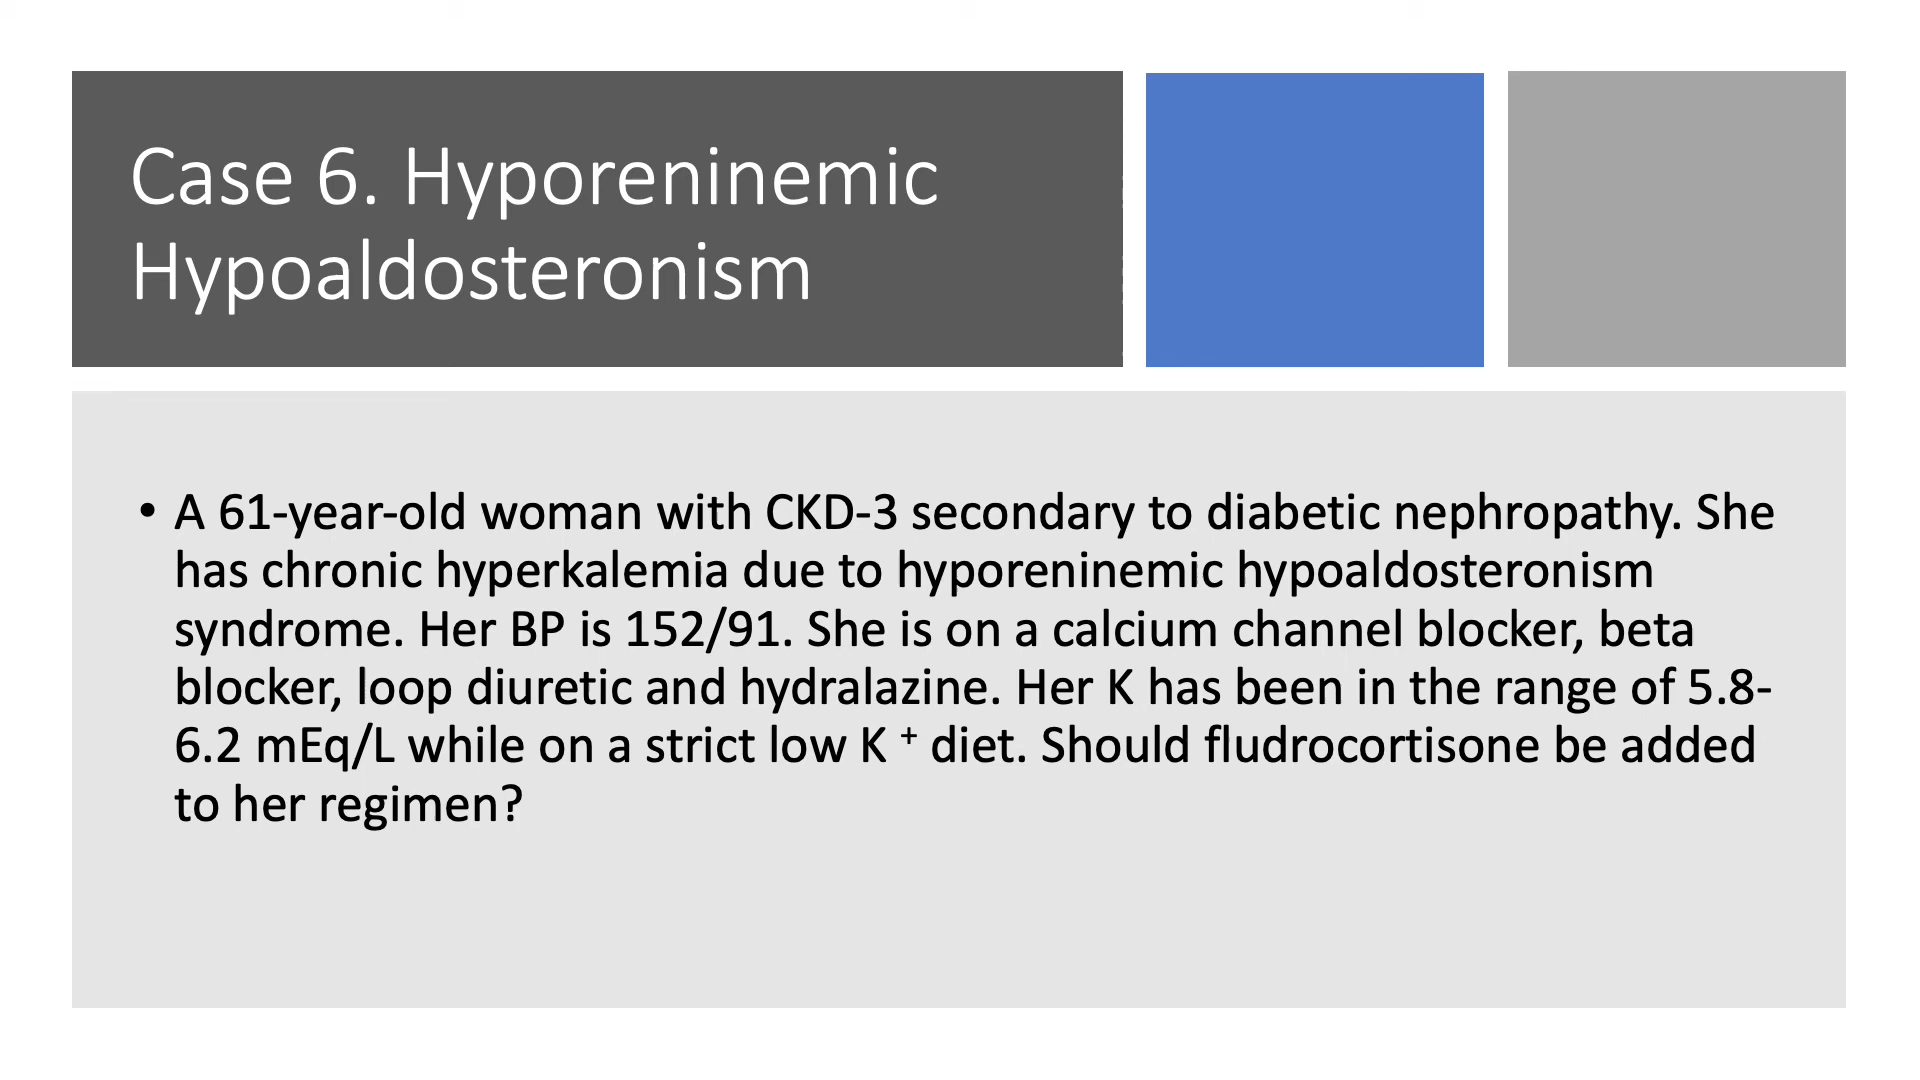 Case 6. Hyporeninemic
Hypoaldosteronism
• A 61-year-old woman with CKD-3 secondary to diabetic nephropathy. She
has chronic hyperkalemia due to hyporeninemic hypoaldosteronism
syndrome. Her BP is 152/91. She is on a calcium channel blocker, beta
blocker, loop diuretic and hydralazine. Her K has been in the range of 5.8-
6.2 mEq/L while on a strict low K ⁺ diet. Should fludrocortisone be added
to her regimen?